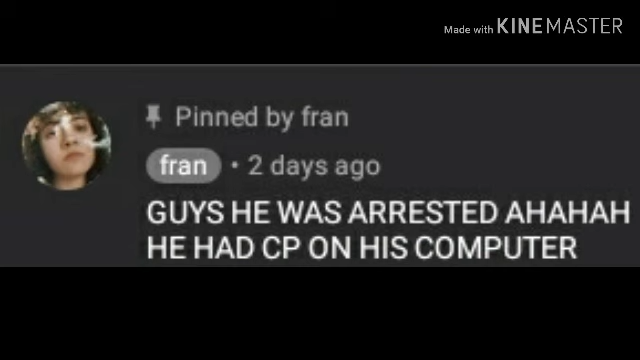 Made with KINEMASTER
Pinned by fran
fran • 2 days ago
GUYS HE WAS ARRESTED AHAHAH
HE HAD CP ON HIS COMPUTER